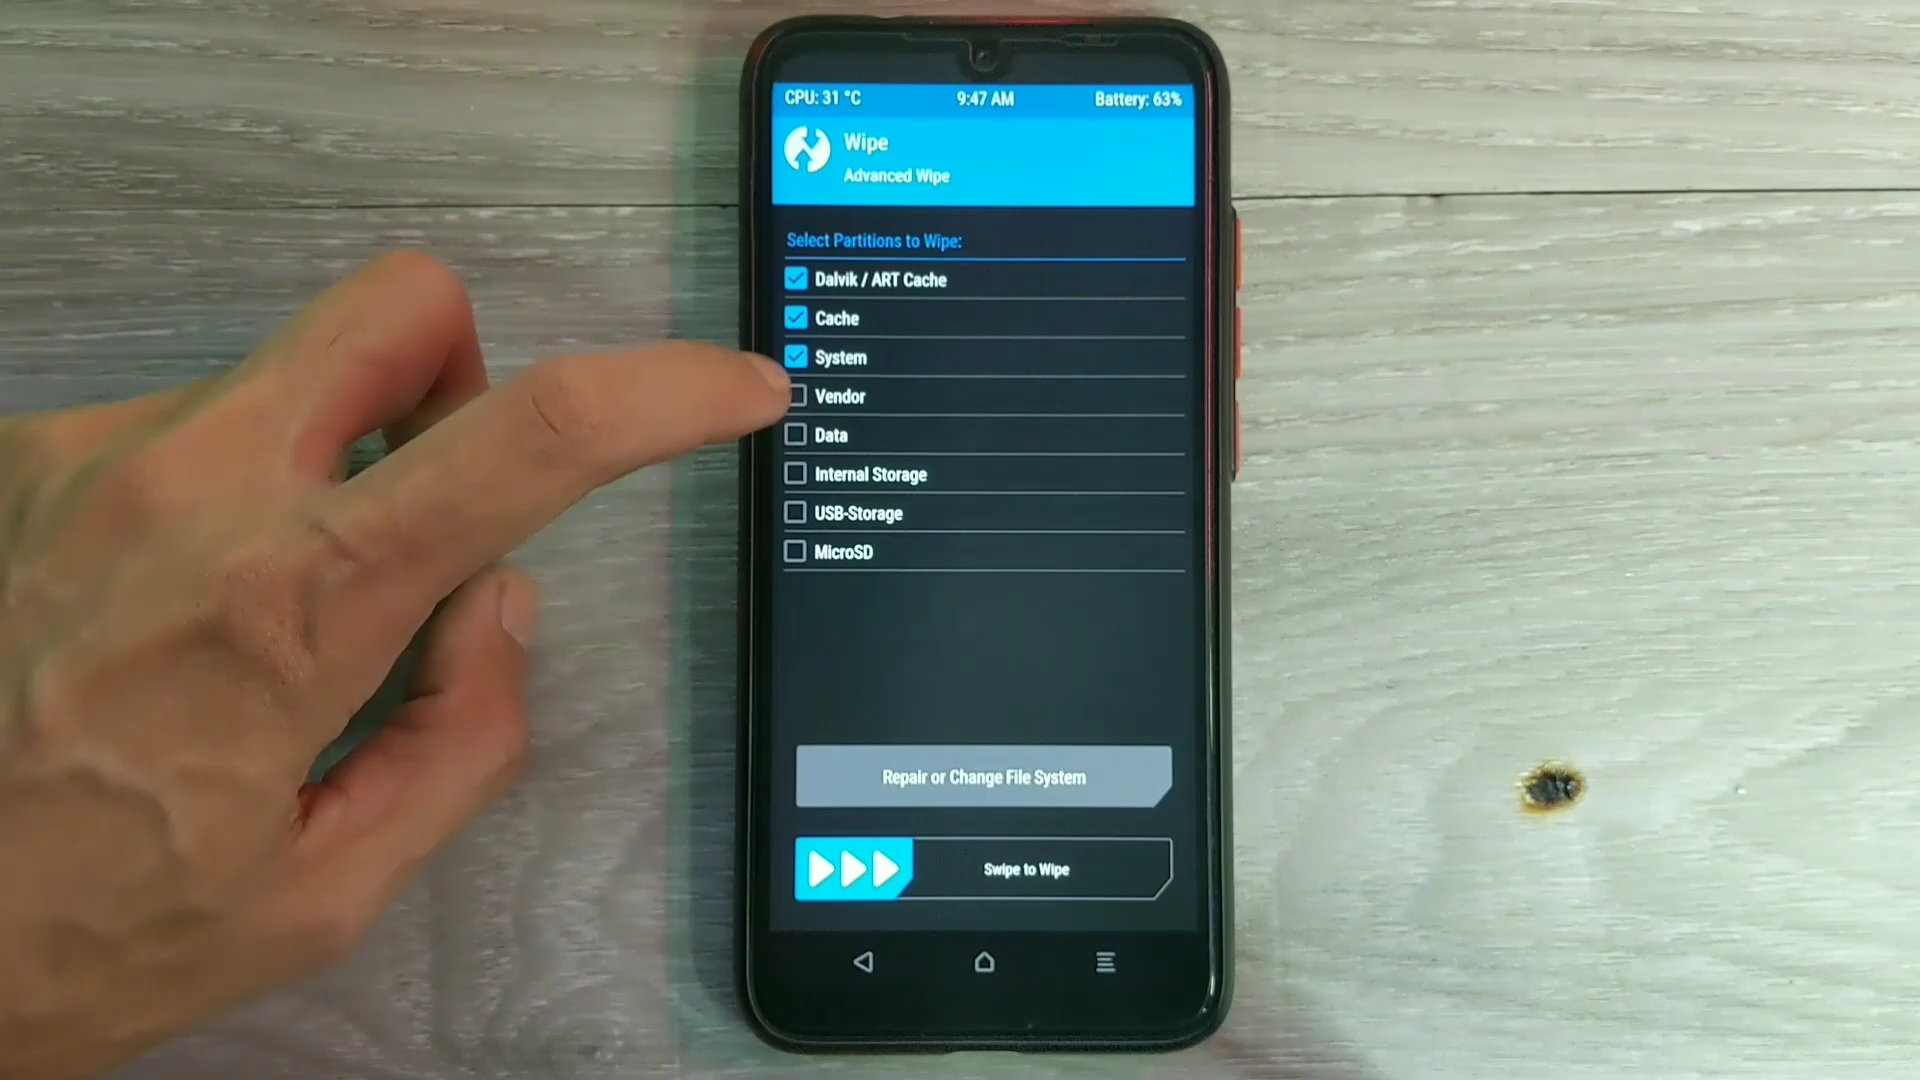 CPU: 31 °C 9:47 AM Battery: 63%
Wipe
Advanced Wipe
Select Partitions to Wipe:
Dalvik / ART Cache
Cache
System
Vendor
Data
Internal Storage
USB-Storage
MicroSD
Repair or Change File System
Swipe to Wipe